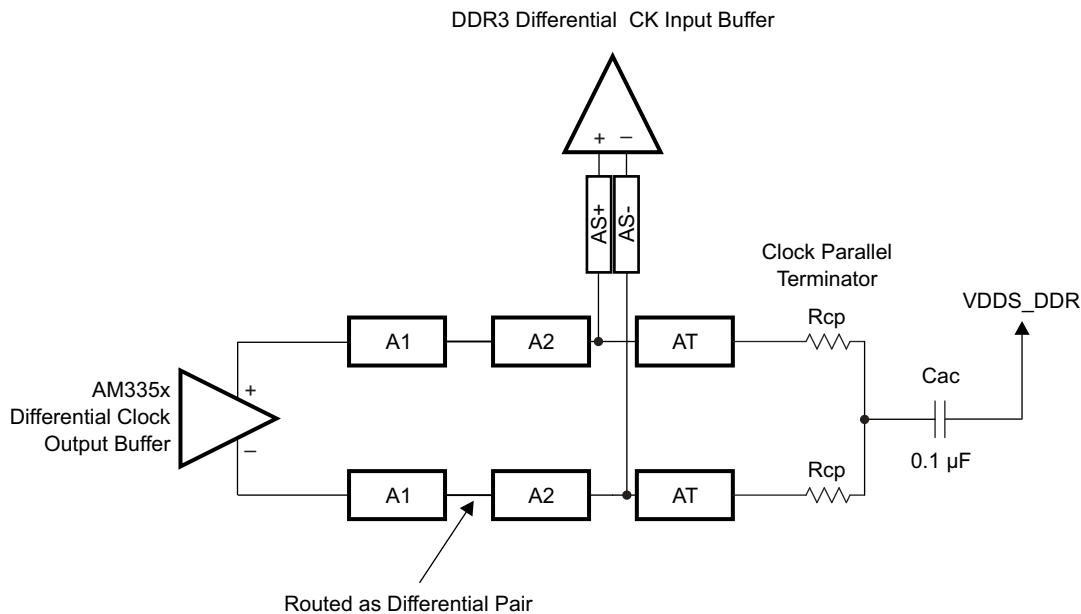 DDR3 Differential CK Input Buffer
+ −
AS+
AS-
Clock Parallel
Terminator
VDDS_DDR
Rcp
A1
A2
AT
AM335x
Differential Clock
Output Buffer
+
−
Cac
0.1 µF
Rcp
A1
A2
AT
Routed as Differential Pair